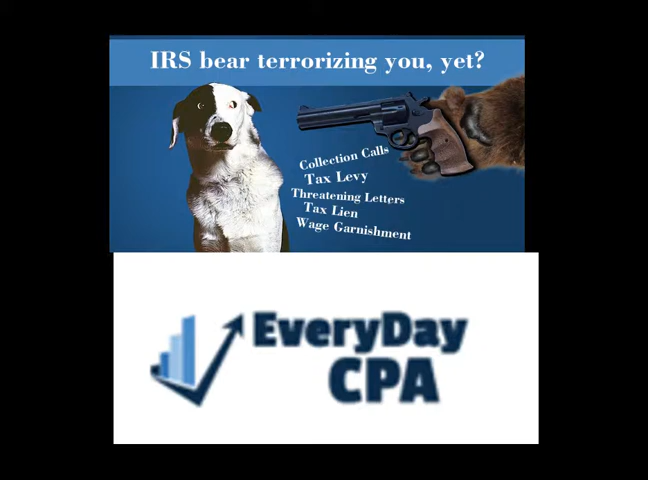 IRS bear terrorizing you, yet?
Collection Calls
Tax Levy
Threatening Letters
Tax Lien
Wage Garnishment
EveryDay
CPA